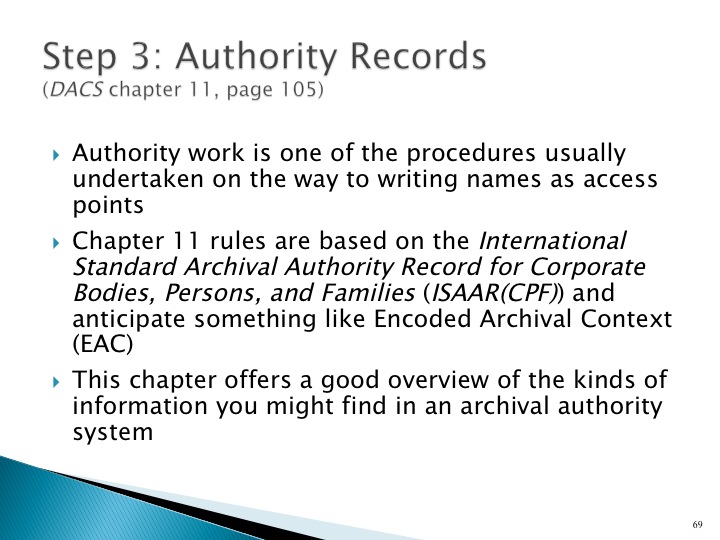 Step 3: Authority Records
(DACS chapter 11, page 105)
Authority work is one of the procedures usually
undertaken on the way to writing names as access
points
Chapter 11 rules are based on the International
Standard Archival Authority Record for Corporate
Bodies, Persons, and Families (ISAAR(CPF)) and
anticipate something like Encoded Archival Context
(EAC)
This chapter offers a good overview of the kinds of
information you might find in an archival authority
system
69